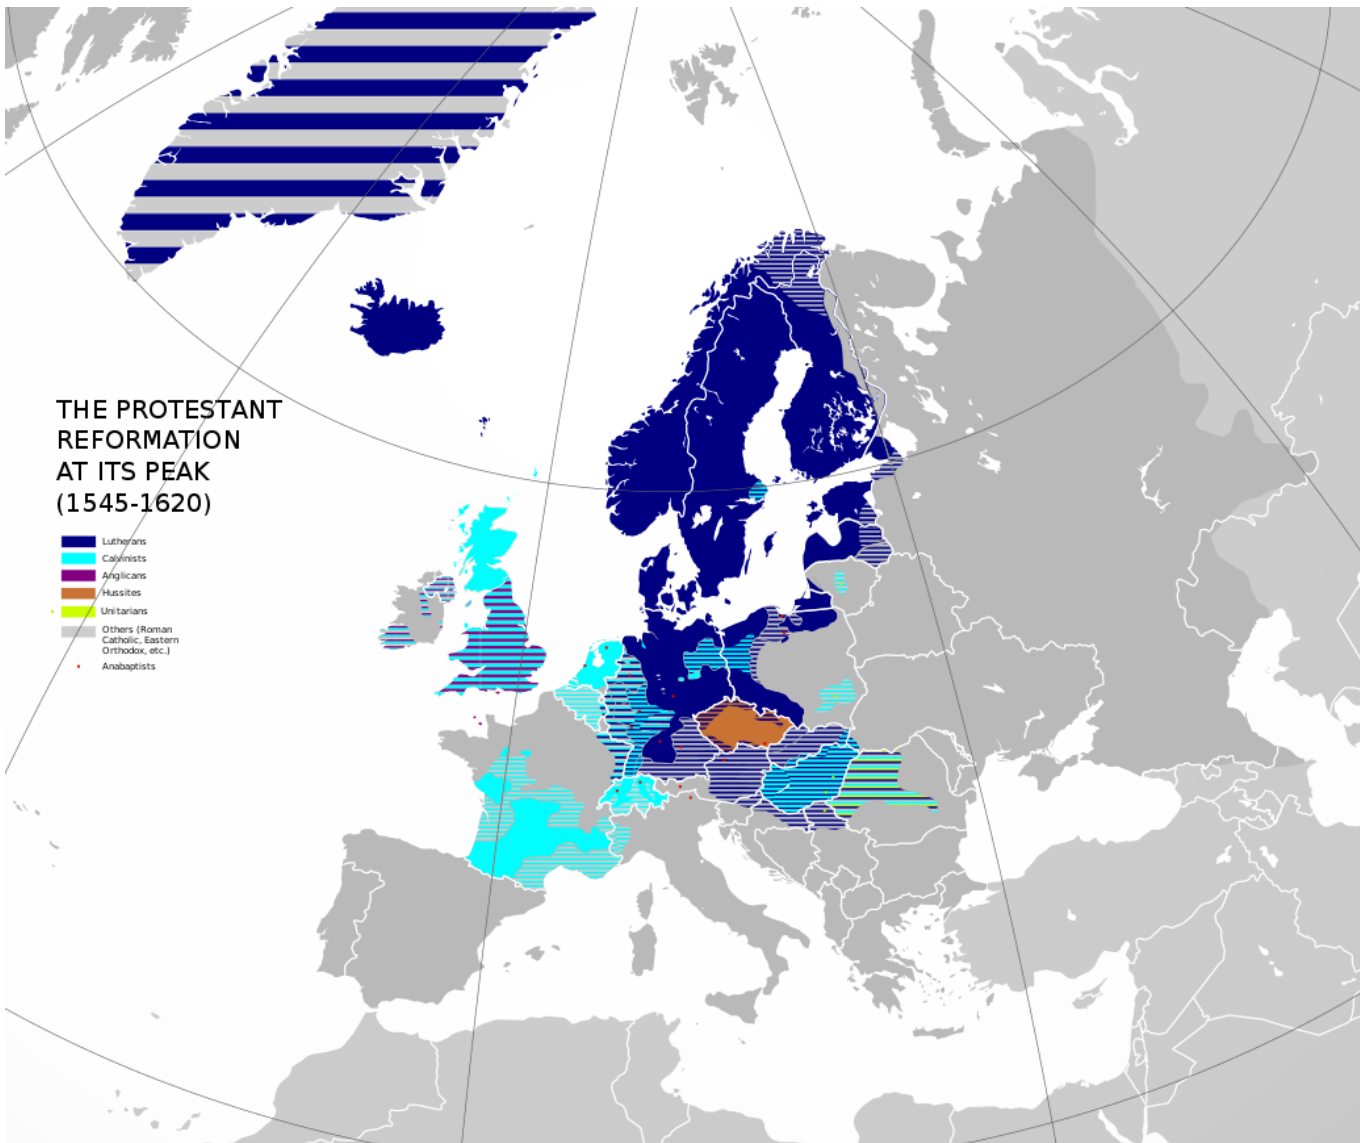 THE PROTESTANT
REFORMATION
AT ITS PEAK
(1545-1620)
Lutherans
Calvinists
Anglicans
Hussites
Unitarians
Others (Roman
Catholic, Eastern
Orthodox, etc.)
Anabaptists